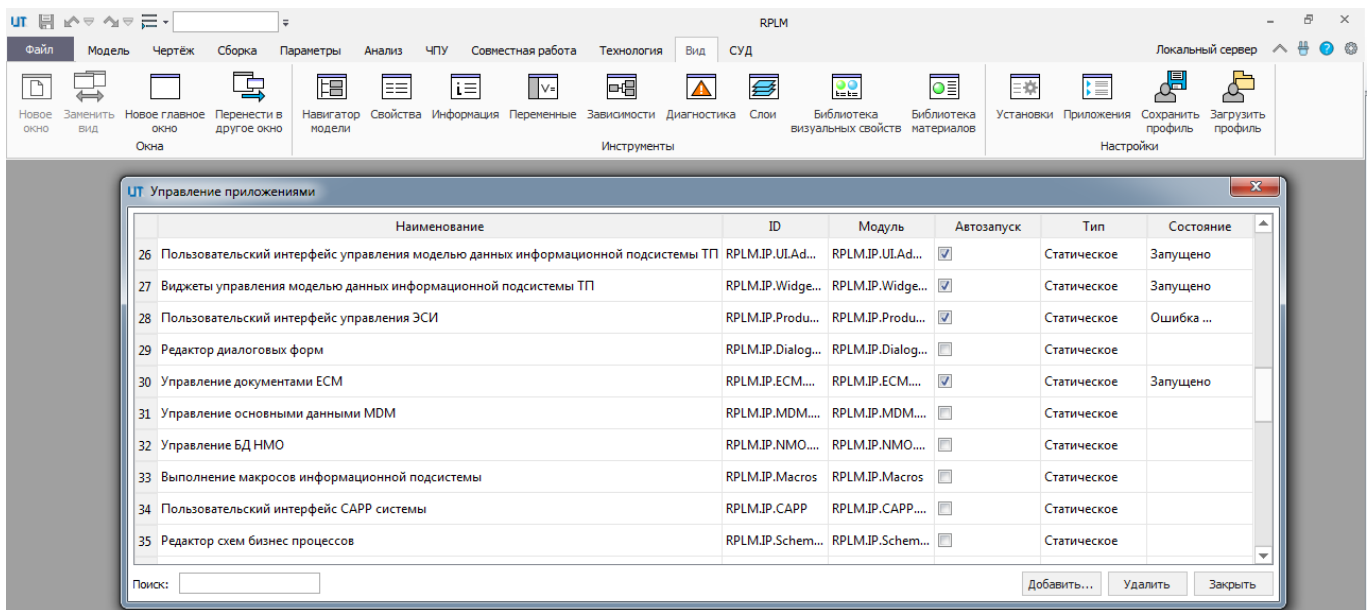 UT RPLM
Файл Модель Чертёж Сборка Параметры Анализ ЧПУ Совместная работа Технология Вид СУД Локальный сервер
Новое окно
Заменить вид
Новое главное окно
Перенести в другое окно
Навигатор модели
Свойства
Информация
Переменные
Зависимости
Диагностика
Слои
Библиотека визуальных свойств
Библиотека материалов
Установки
Приложения
Сохранить профиль
Загрузить профиль
Окна Инструменты Настройки
UT Управление приложениями
Наименование ID Модуль Автозапуск Тип Состояние
26 Пользовательский интерфейс управления моделью данных информационной подсистемы ТП RPLM.UI.Ad... RPLM.UI.Ad... Статическое Запущено
27 Виджеты управления моделью данных информационной подсистемы ТП RPLM.IP.Widge... RPLM.IP.Widge... Статическое Запущено
28 Пользовательский интерфейс управления ЭСИ RPLM.IP.Produ... RPLM.IP.Produ... Статическое Ошибка ...
29 Редактор диалоговых форм RPLM.IP.Dialog... RPLM.IP.Dialog... Статическое
30 Управление документами ECM RPLM.IP.ECM.... RPLM.IP.ECM.... Статическое Запущено
31 Управление основными данными MDM RPLM.IP.MDM.... RPLM.IP.MDM.... Статическое
32 Управление БД НМО RPLM.IP.NMO.... RPLM.IP.NMO.... Статическое
33 Выполнение макросов информационной подсистемы RPLM.IP.Macros RPLM.IP.Macros Статическое
34 Пользовательский интерфейс CAPP системы RPLM.IP.CAPP RPLM.IP.CAPP.... Статическое
35 Редактор схем бизнес процессов RPLM.IP.Schem... RPLM.IP.Schem... Статическое
Поиск: Добавить... Удалить Закрыть